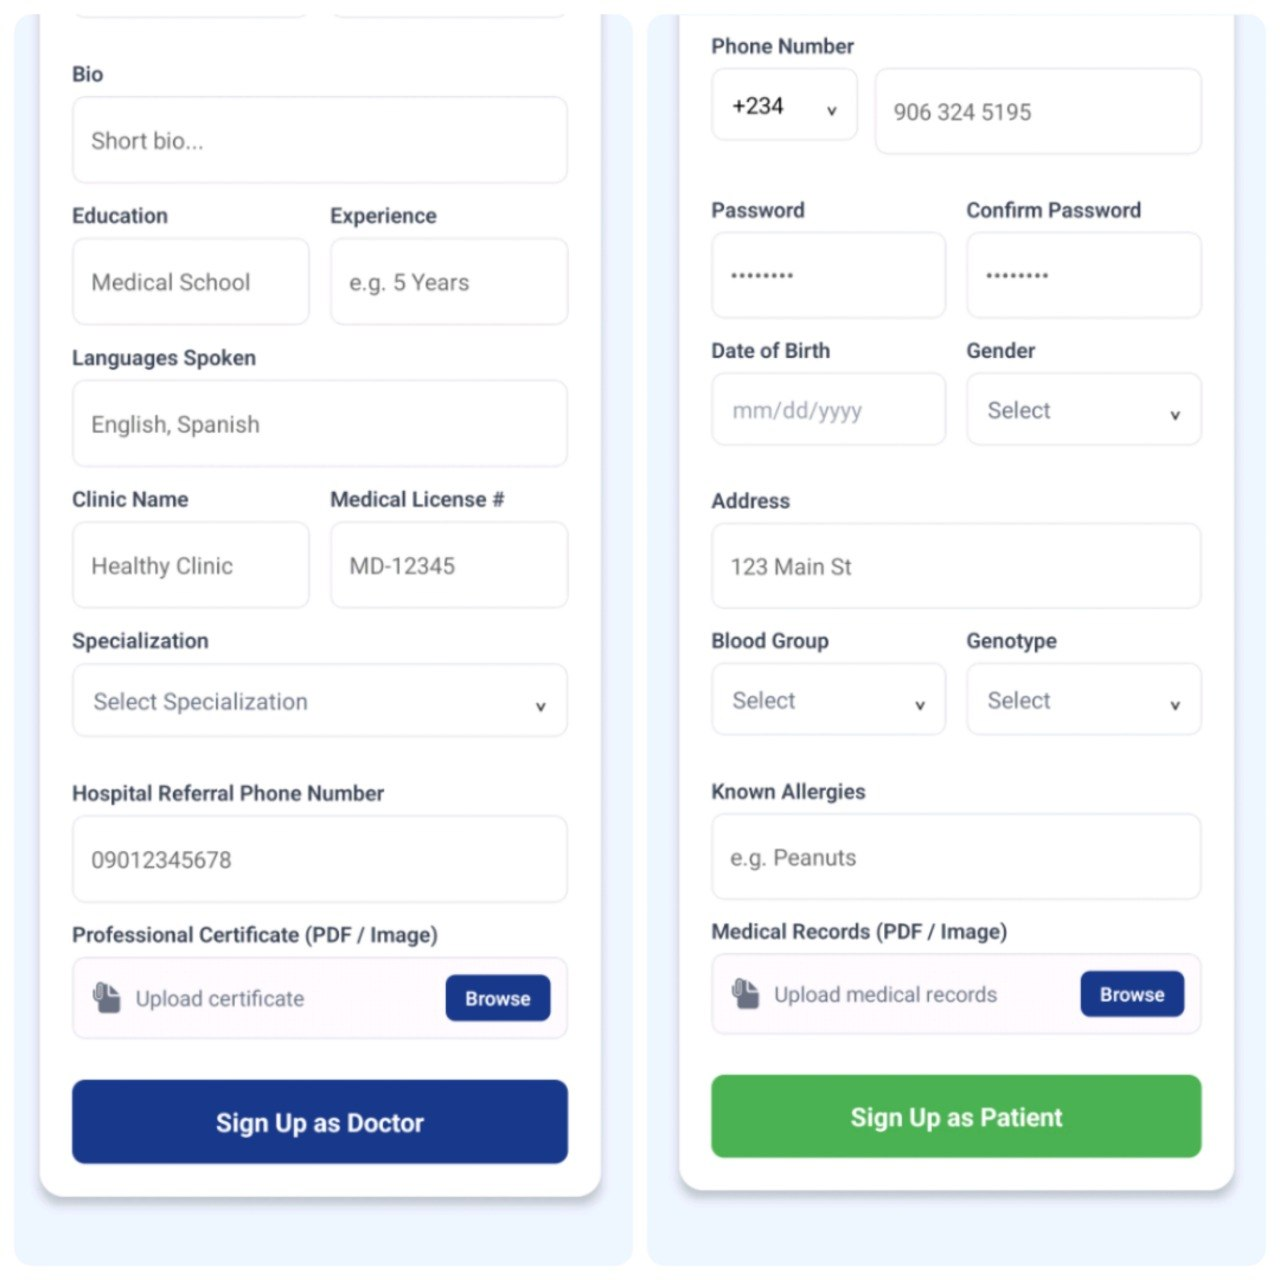 Bio
Short bio...
Education Experience
Medical School e.g. 5 Years
Languages Spoken
English, Spanish
Clinic Name Medical License #
Healthy Clinic MD-12345
Specialization
Select Specialization
Hospital Referral Phone Number
09012345678
Professional Certificate (PDF / Image)
Upload certificate Browse
Sign Up as Doctor
Phone Number
+234 906 324 5195
Password Confirm Password
•••••••• ••••••••
Date of Birth Gender
mm/dd/yyyy Select
Address
123 Main St
Blood Group Genotype
Select Select
Known Allergies
e.g. Peanuts
Medical Records (PDF / Image)
Upload medical records Browse
Sign Up as Patient